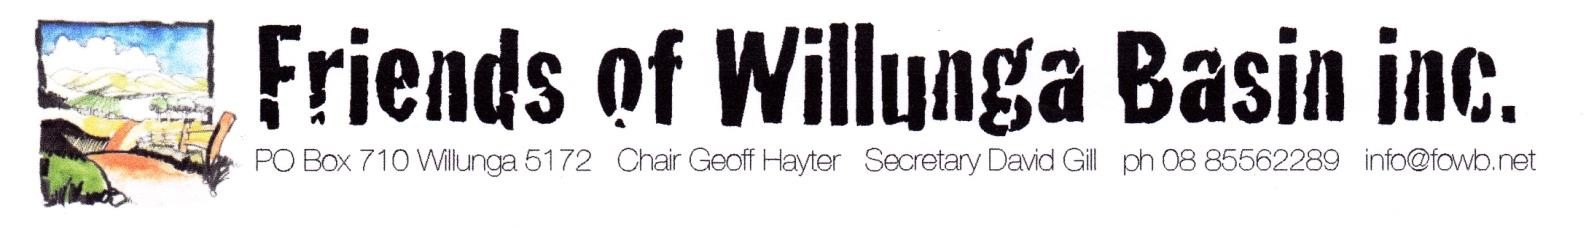 Friends of Willunga Basin inc.
PO Box 710 Willunga 5172 Chair Geoff Hayter Secretary David Gill ph 08 85562289 info@fowb.net